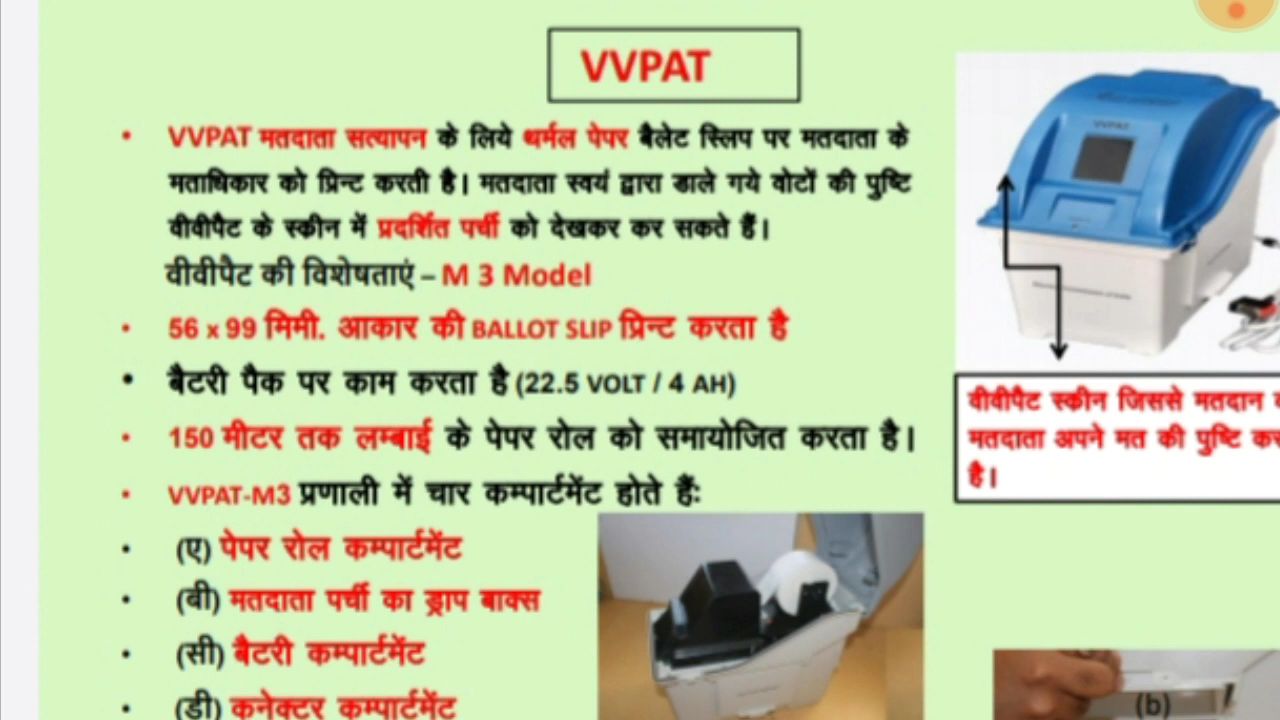 VVPAT
• VVPAT मतदाता सत्यापन के लिये थर्मल पेपर बैलेट स्लिप पर मतदाता के
मताधिकार को प्रिन्ट करती है। मतदाता स्वयं द्वारा डाले गये वोटों की पुष्टि
वीवीपैट के स्क्रीन में प्रदर्शित पर्ची को देखकर कर सकते हैं।
वीवीपैट की विशेषताएं – M 3 Model
• 56 x 99 मिमी. आकार की BALLOT SLIP प्रिन्ट करता है
• बैटरी पैक पर काम करता है (22.5 VOLT / 4 AH)
• 150 मीटर तक लम्बाई के पेपर रोल को समायोजित करता है।
• VVPAT-M3 प्रणाली में चार कम्पार्टमेंट होते हैं:
• (ए) पेपर रोल कम्पार्टमेंट
• (बी) मतदाता पर्ची का ड्राप बाक्स
• (सी) बैटरी कम्पार्टमेंट
• (डी) कनेक्टर कम्पार्टमेंट
VVPAT
वीवीपैट स्क्रीन जिससे मतदान
मतदाता अपने मत की पुष्टि कर
है।
(b)